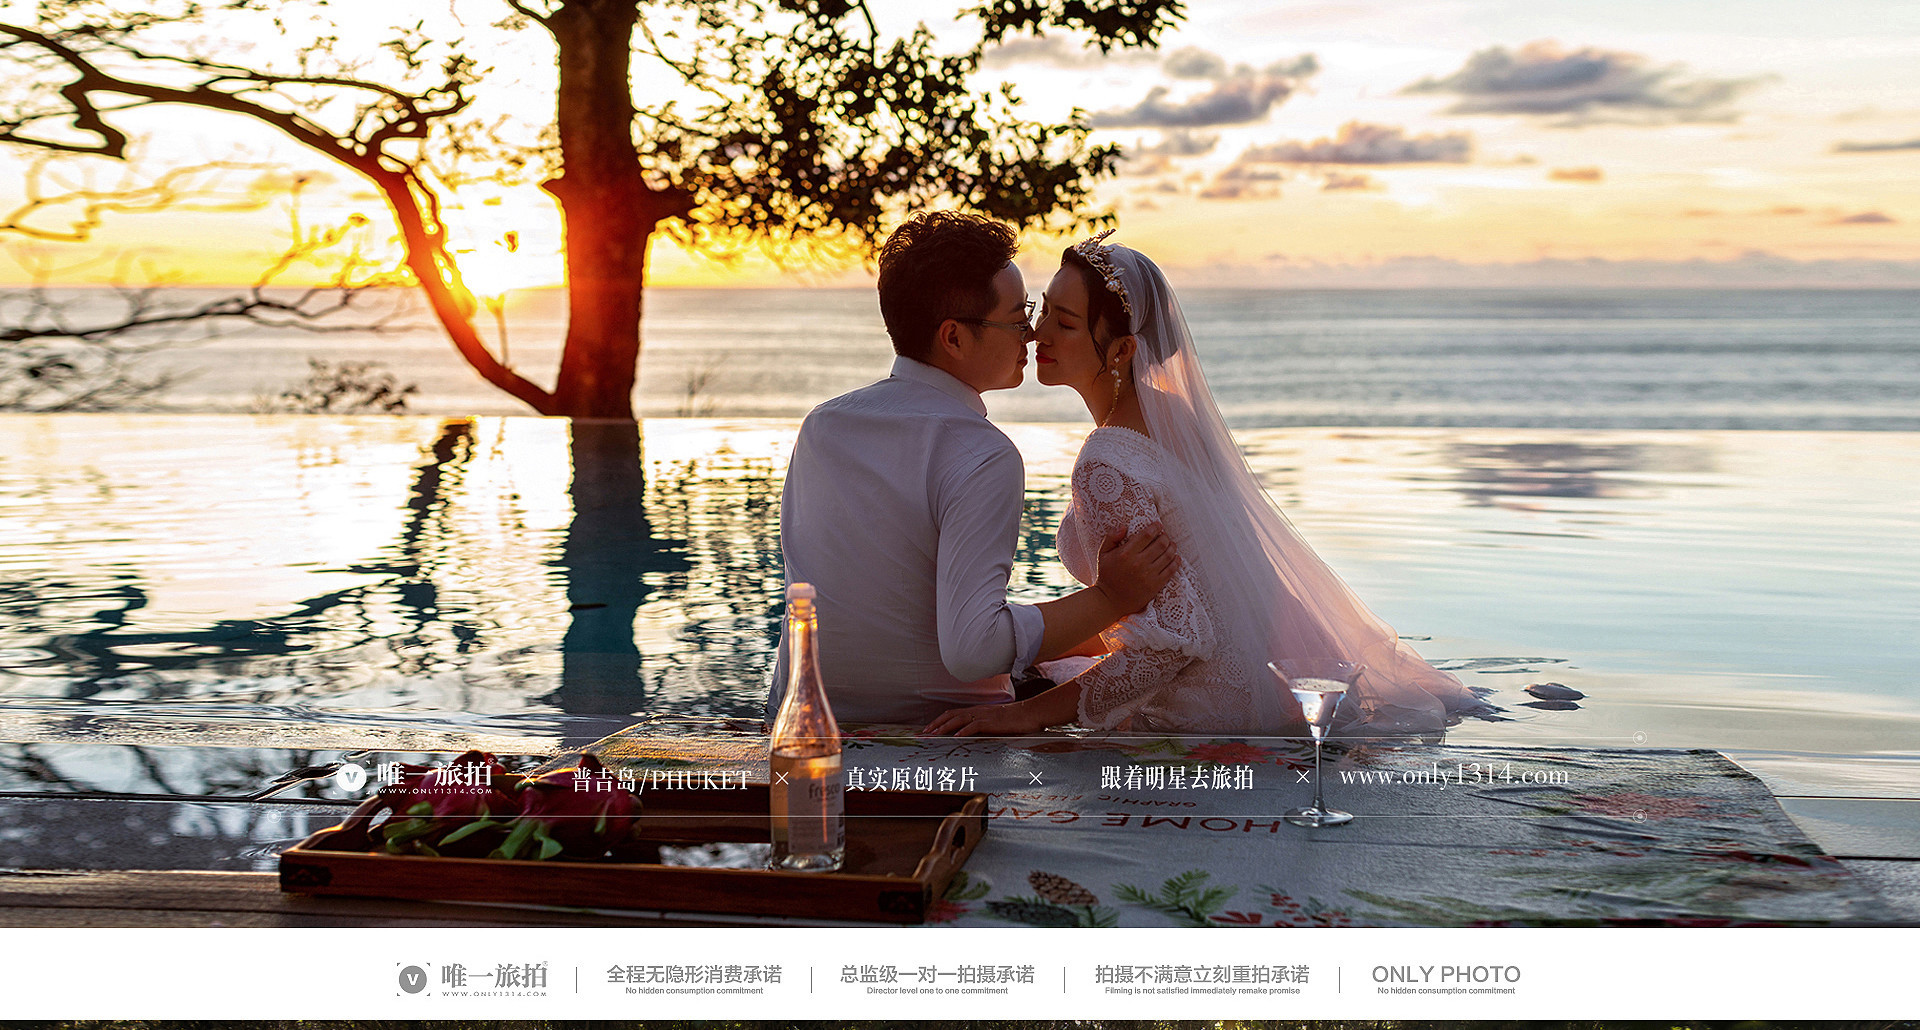 唯一旅拍®
WWW.ONLY1314.COM
× 普吉岛/PHUKET × 真实原创客片 × 跟着明星去旅拍 × www.only1314.com
fresco
GRAPHIC
HOME GAR
唯一旅拍®
WWW.ONLY1314.COM
全程无隐形消费承诺
No hidden consumption commitment
总监级一对一拍摄承诺
Director level one to one commitment
拍摄不满意立刻重拍承诺
Filming is not satisfied immediately remake promise
ONLY PHOTO
No hidden consumption commitment